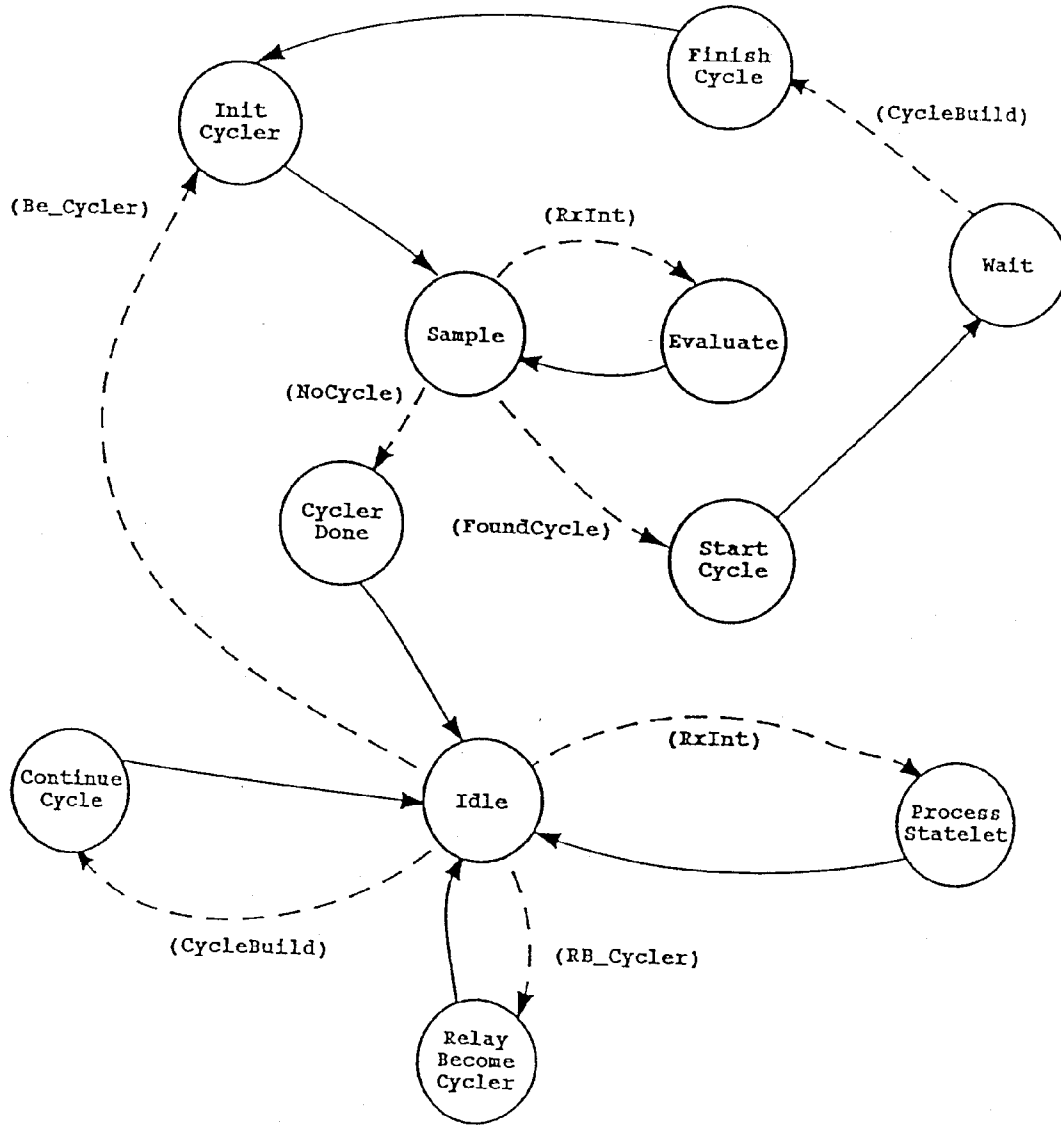 Finish
Cycle
Init
Cycler
(CycleBuild)
(Be_Cycler)
(RxInt)
Wait
Sample
Evaluate
(NoCycle)
Cycler
Done
(FoundCycle)
Start
Cycle
(RxInt)
Continue
Cycle
Idle
Process
Statelet
(CycleBuild)
(RB_Cycler)
Relay
Become
Cycler